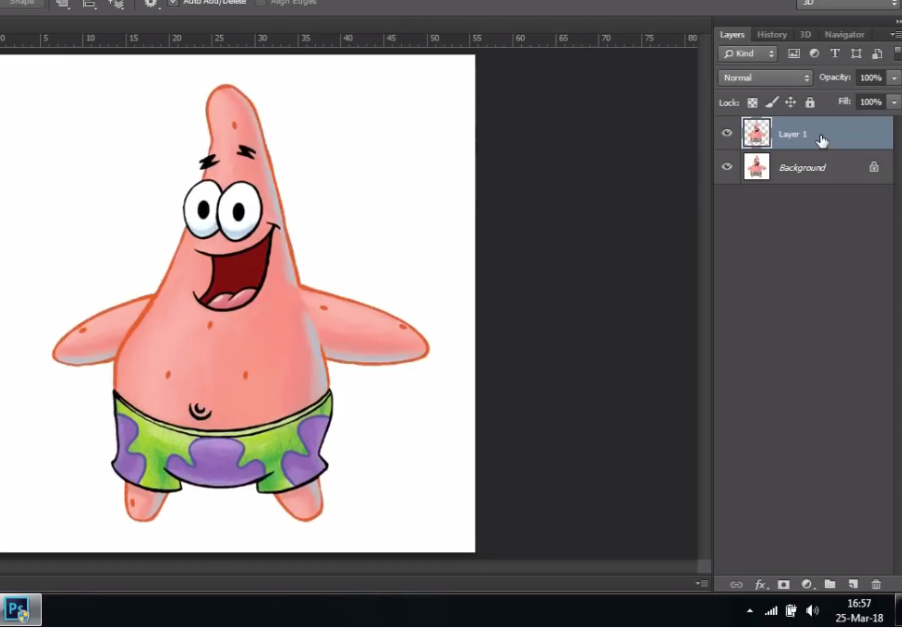 Shape Auto Add/Delete Align Edges 3D
0 5 10 15 20 25 30 35 40 45 50 55 60 65 70 75 80
Layers History 3D Navigator
Kind
Normal Opacity: 100%
Lock: Fill: 100%
Layer 1
Background
fx
Ps
16:57
25-Mar-18